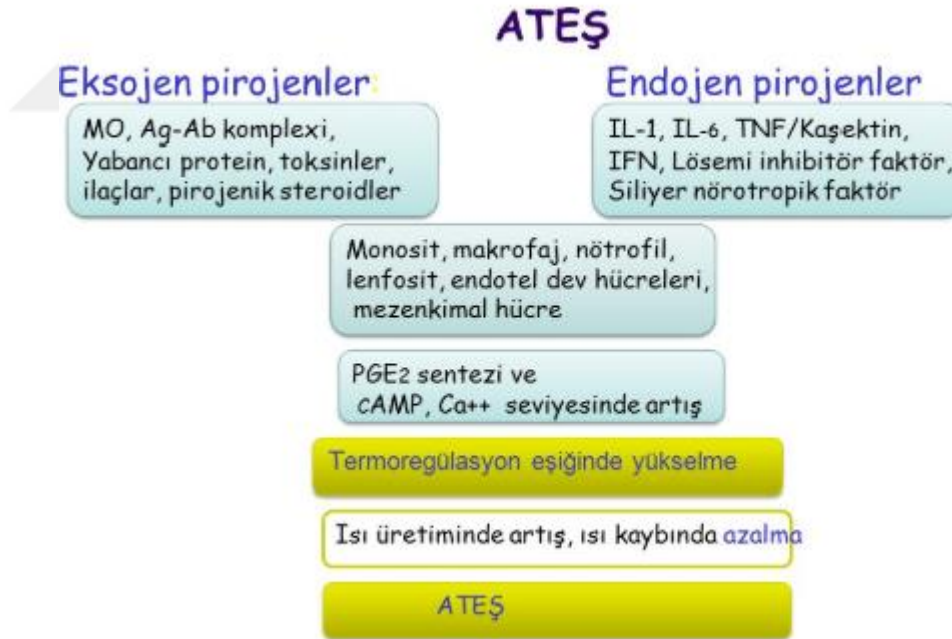 ATEŞ
Eksojen pirojenler:
MO, Ag-Ab komplexi,
Yabancı protein, toksinler,
ilaçlar, pirojenik steroidler
Endojen pirojenler
IL-1, IL-6, TNF/Kaşektin,
IFN, Lösemi inhibitör faktör,
Siliyer nörotropik faktör
Monosit, makrofaj, nötrofil,
lenfosit, endotel dev hücreleri,
mezenkimal hücre
PGE2 sentezi ve
cAMP, Ca++ seviyesinde artış
Termoregülasyon eşiğinde yükselme
Isı üretiminde artış, ısı kaybında azalma
ATEŞ